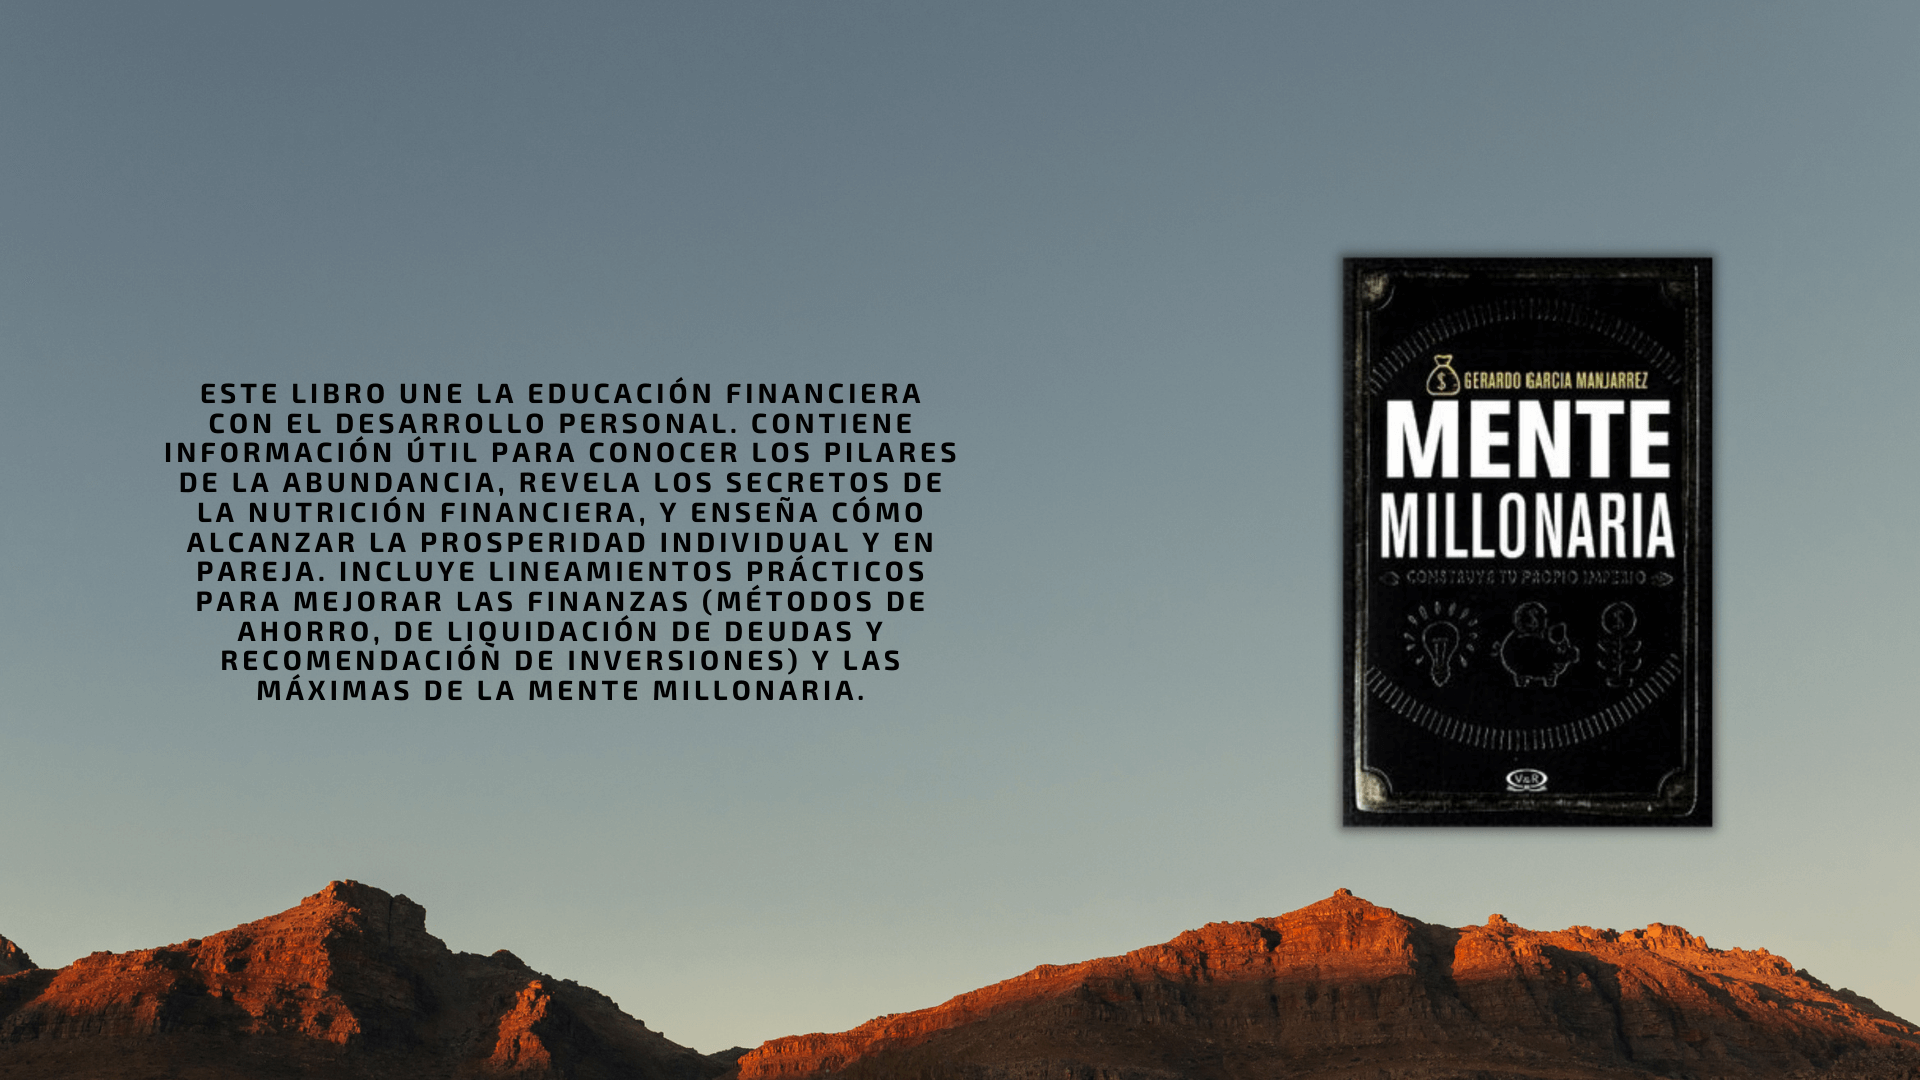 ESTE LIBRO UNE LA EDUCACIÓN FINANCIERA
CON EL DESARROLLO PERSONAL. CONTIENE
INFORMACIÓN ÚTIL PARA CONOCER LOS PILARES
DE LA ABUNDANCIA, REVELA LOS SECRETOS DE
LA NUTRICIÓN FINANCIERA, Y ENSEÑA CÓMO
ALCANZAR LA PROSPERIDAD INDIVIDUAL Y EN
PAREJA. INCLUYE LINEAMIENTOS PRÁCTICOS
PARA MEJORAR LAS FINANZAS (MÉTODOS DE
AHORRO, DE LIQUIDACIÓN DE DEUDAS Y
RECOMENDACIÓN DE INVERSIONES) Y LAS
MÁXIMAS DE LA MENTE MILLONARIA.
GERARDO GARCIA MANJARREZ
MENTE
MILLONARIA
CONSTRUYE TU PROPIO IMPERIO
V&R